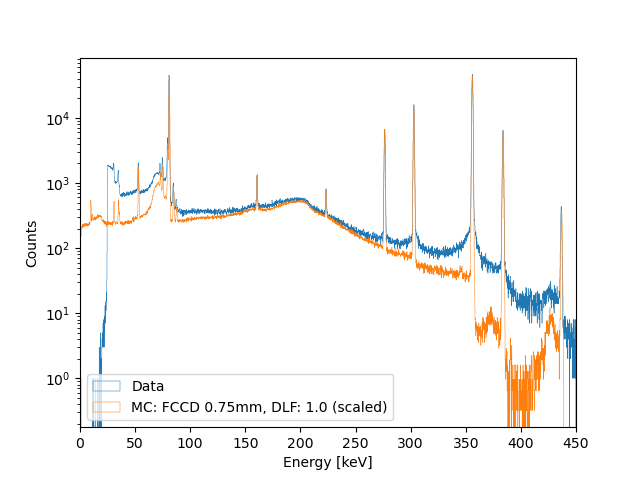 Counts
10⁴
10³
10²
10¹
10⁰
Data
MC: FCCD 0.75mm, DLF: 1.0 (scaled)
0 50 100 150 200 250 300 350 400 450
Energy [keV]